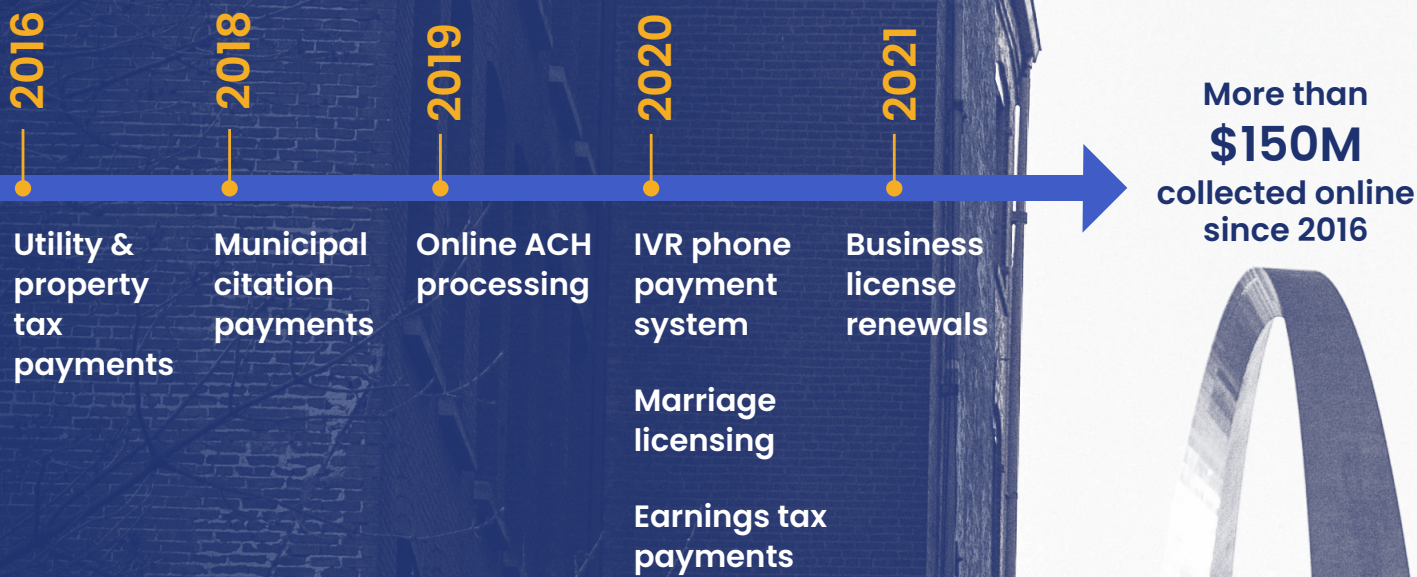 2016
2018
2019
2020
2021
Utility &
property
tax
payments
Municipal
citation
payments
Online ACH
processing
IVR phone
payment
system
Marriage
licensing
Earnings tax
payments
Business
license
renewals
More than
$150M
collected online
since 2016